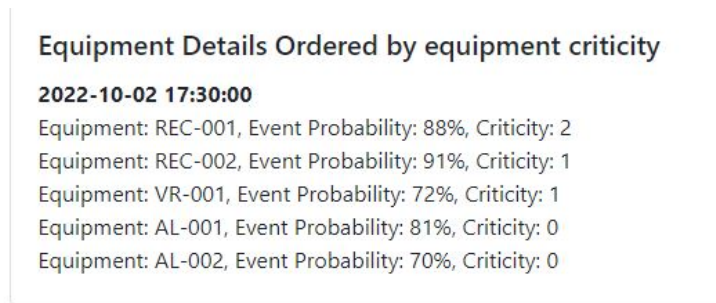 Equipment Details Ordered by equipment criticity
2022-10-02 17:30:00
Equipment: REC-001, Event Probability: 88%, Criticity: 2
Equipment: REC-002, Event Probability: 91%, Criticity: 1
Equipment: VR-001, Event Probability: 72%, Criticity: 1
Equipment: AL-001, Event Probability: 81%, Criticity: 0
Equipment: AL-002, Event Probability: 70%, Criticity: 0